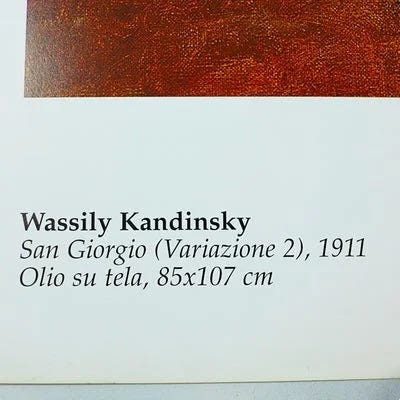 Wassily Kandinsky
San Giorgio (Variazione 2), 1911
Olio su tela, 85x107 cm